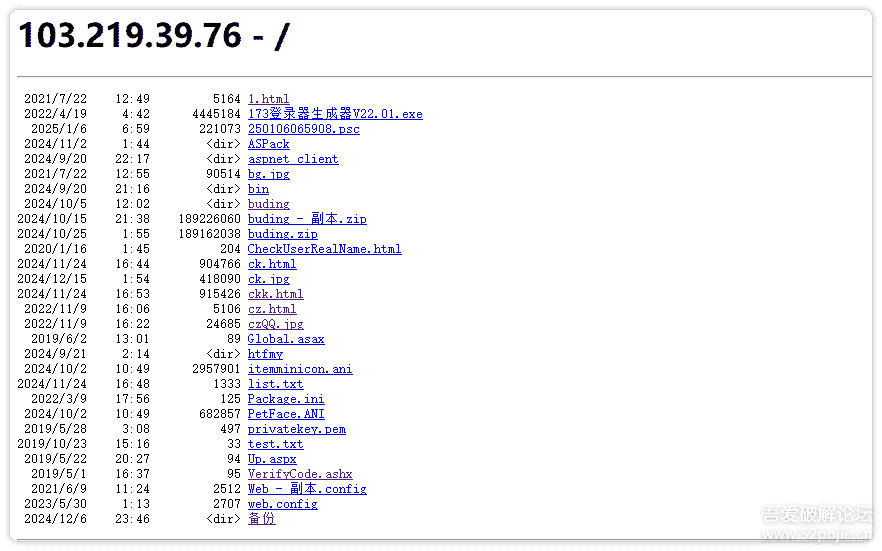 103.219.39.76 - /
2021/7/22 12:49 5164 1.html
2022/4/19 4:42 4445184 173登录器生成器V22.01.exe
2025/1/6 6:59 221073 250106065908.psc
2024/11/2 1:44 <dir> ASPack
2024/9/20 22:17 <dir> aspnet_client
2021/7/22 12:55 90514 bg.jpg
2024/9/20 21:16 <dir> bin
2024/10/5 12:02 <dir> buding
2024/10/15 21:38 189226060 buding - 副本.zip
2024/10/25 1:55 189162038 buding.zip
2020/1/16 1:45 204 CheckUserRealName.html
2024/11/24 16:44 904766 ck.html
2024/12/15 1:54 418090 ck.jpg
2024/11/24 16:53 915426 ckk.html
2022/11/9 16:06 5106 cz.html
2022/11/9 16:22 24685 czQQ.jpg
2019/6/2 13:01 89 Global.asax
2024/9/21 2:14 <dir> htfmy
2024/10/2 10:49 2957901 itemminicon.ani
2024/11/24 16:48 1333 list.txt
2022/3/9 17:56 125 Package.ini
2024/10/2 10:49 682857 PetFace.ANI
2019/5/28 3:08 497 privatekey.pem
2019/10/23 15:16 33 test.txt
2019/5/22 20:27 94 Up.aspx
2019/5/1 16:37 95 VerifyCode.ashx
2021/6/9 11:24 2512 Web - 副本.config
2023/5/30 1:13 2707 web.config
2024/12/6 23:46 <dir> 备份
吾爱破解论坛
www.52pojie.cn